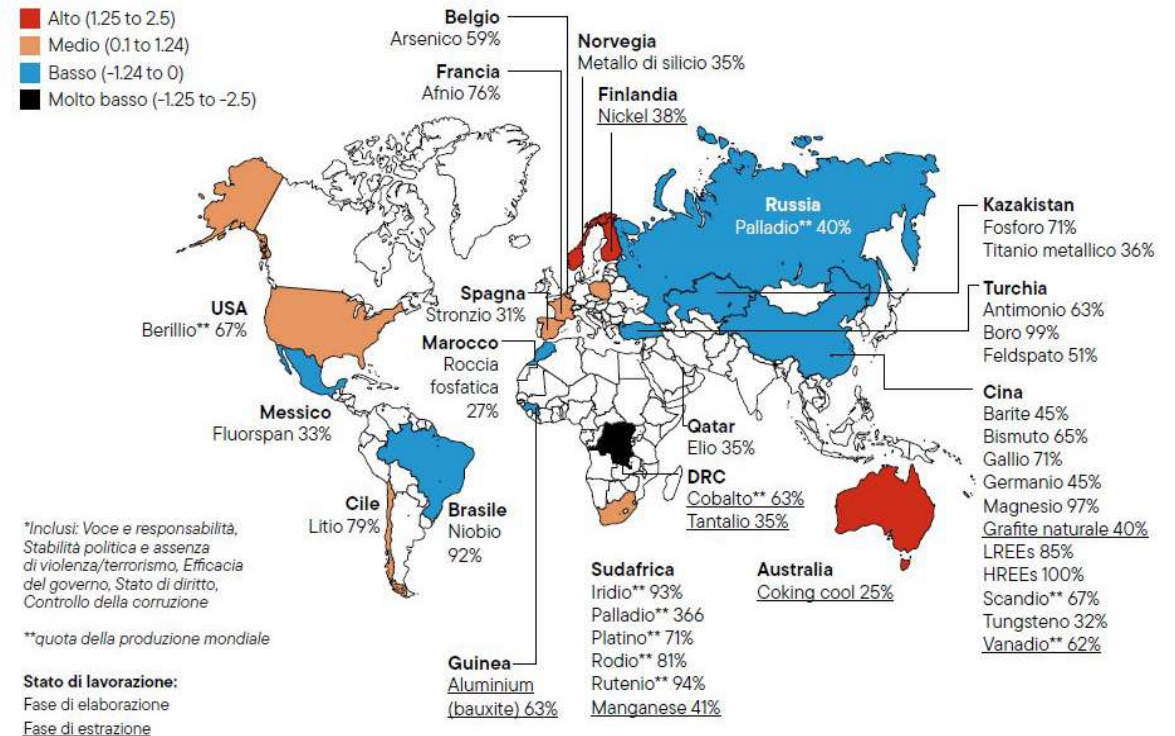 Alto (1.25 to 2.5)
Medio (0.1 to 1.24)
Basso (-1.24 to 0)
Molto basso (-1.25 to -2.5)
Belgio
Arsenico 59%
Francia
Afnio 76%
Norvegia
Metallo di silicio 35%
Finlandia
Nickel 38%
Russia
Palladio** 40%
Kazakistan
Fosforo 71%
Titanio metallico 36%
Turchia
Antimonio 63%
Boro 99%
Feldspato 51%
Cina
Barite 45%
Bismuto 65%
Gallio 71%
Germanio 45%
Magnesio 97%
Grafite naturale 40%
LREEs 85%
HREEs 100%
Scandio** 67%
Tungsteno 32%
Vanadio** 62%
USA
Berillio** 67%
Spagna
Stronzio 31%
Marocco
Roccia
fosfatica
27%
Messico
Fluorspan 33%
Qatar
Elio 35%
DRC
Cobalto** 63%
Tantalio 35%
Cile
Litio 79%
Brasile
Niobio
92%
Sudafrica
Iridio** 93%
Palladio** 366
Platino** 71%
Rodio** 81%
Rutenio** 94%
Manganese 41%
Australia
Coking cool 25%
Guinea
Aluminium
(bauxite) 63%
*Inclusi: Voce e responsabilità,
Stabilità politica e assenza
di violenza/terrorismo, Efficacia
del governo, Stato di diritto,
Controllo della corruzione
**quota della produzione mondiale
Stato di lavorazione:
Fase di elaborazione
Fase di estrazione